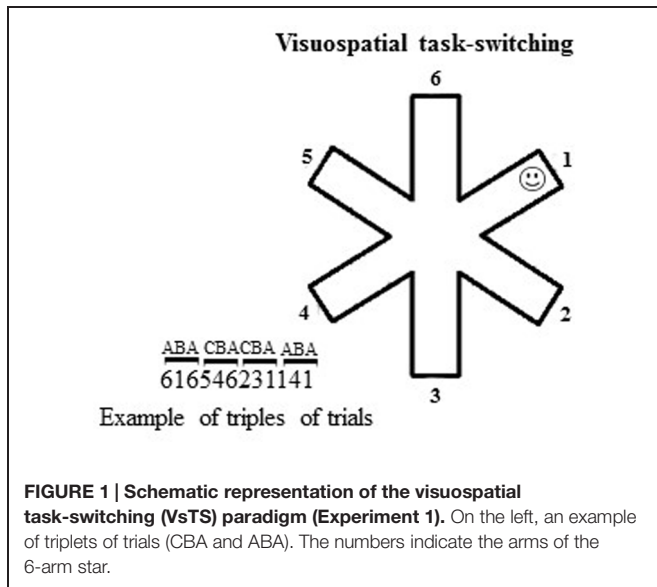 Visuospatial task-switching
6
5
1
4
2
3
ABA CBACBA ABA
616546231141
Example of triples of trials
FIGURE 1 | Schematic representation of the visuospatial
task-switching (VsTS) paradigm (Experiment 1). On the left, an example
of triplets of trials (CBA and ABA). The numbers indicate the arms of the
6-arm star.